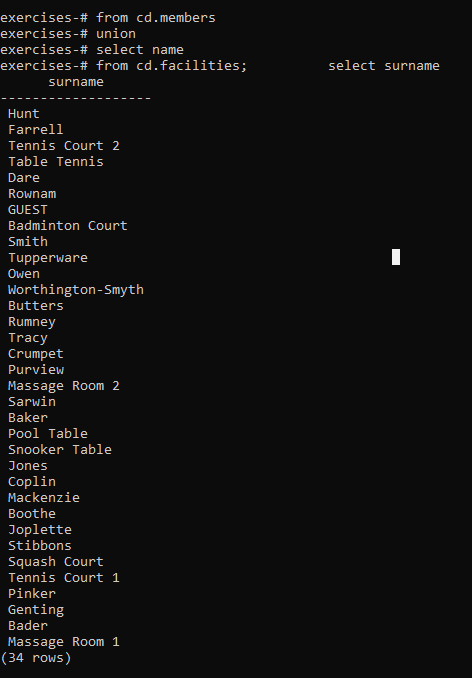 exercises-# from cd.members
exercises-# union
exercises-# select name
exercises-# from cd.facilities;          select surname
      surname
-------------------
 Hunt
 Farrell
 Tennis Court 2
 Table Tennis
 Dare
 Rownam
 GUEST
 Badminton Court
 Smith
 Tupperware
 Owen
 Worthington-Smyth
 Butters
 Rumney
 Tracy
 Crumpet
 Purview
 Massage Room 2
 Sarwin
 Baker
 Pool Table
 Snooker Table
 Jones
 Coplin
 Mackenzie
 Boothe
 Joplette
 Stibbons
 Squash Court
 Tennis Court 1
 Pinker
 Genting
 Bader
 Massage Room 1
(34 rows)